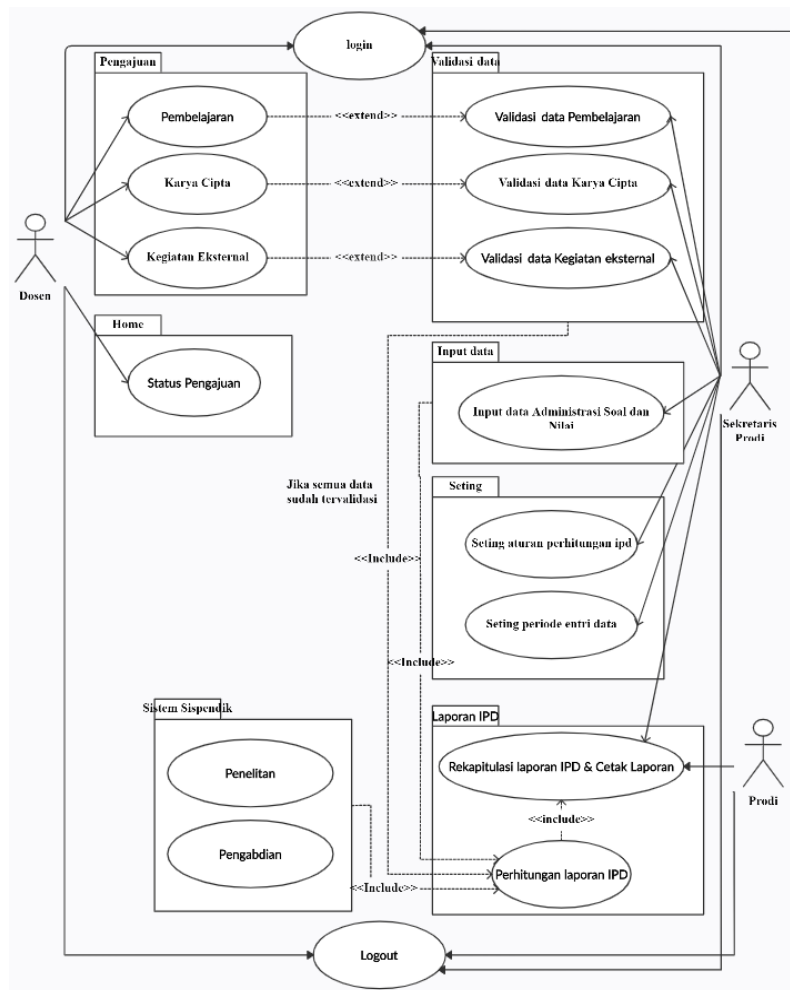 login
Pengajuan
Validasi data
Pembelajaran
<<extend>>
Validasi data Pembelajaran
Karya Cipta
<<extend>>
Validasi data Karya Cipta
Kegiatan Eksternal
<<extend>>
Validasi data Kegiatan eksternal
Dosen
Home
Status Pengajuan
Input data
Input data Administrasi Soal dan
Nilai
Sekretaris
Prodi
Jika semua data
sudah tervalidasi
Seting
Seting aturan perhitungan ipd
<<Include>>
Seting periode entri data
<<Include>>
Sistem Sispendik
Penelitan
Pengabdian
<<Include>>
Laporan IPD
Rekapitulasi laporan IPD & Cetak Laporan
<<include>>
Perhitungan laporan IPD
Prodi
Logout